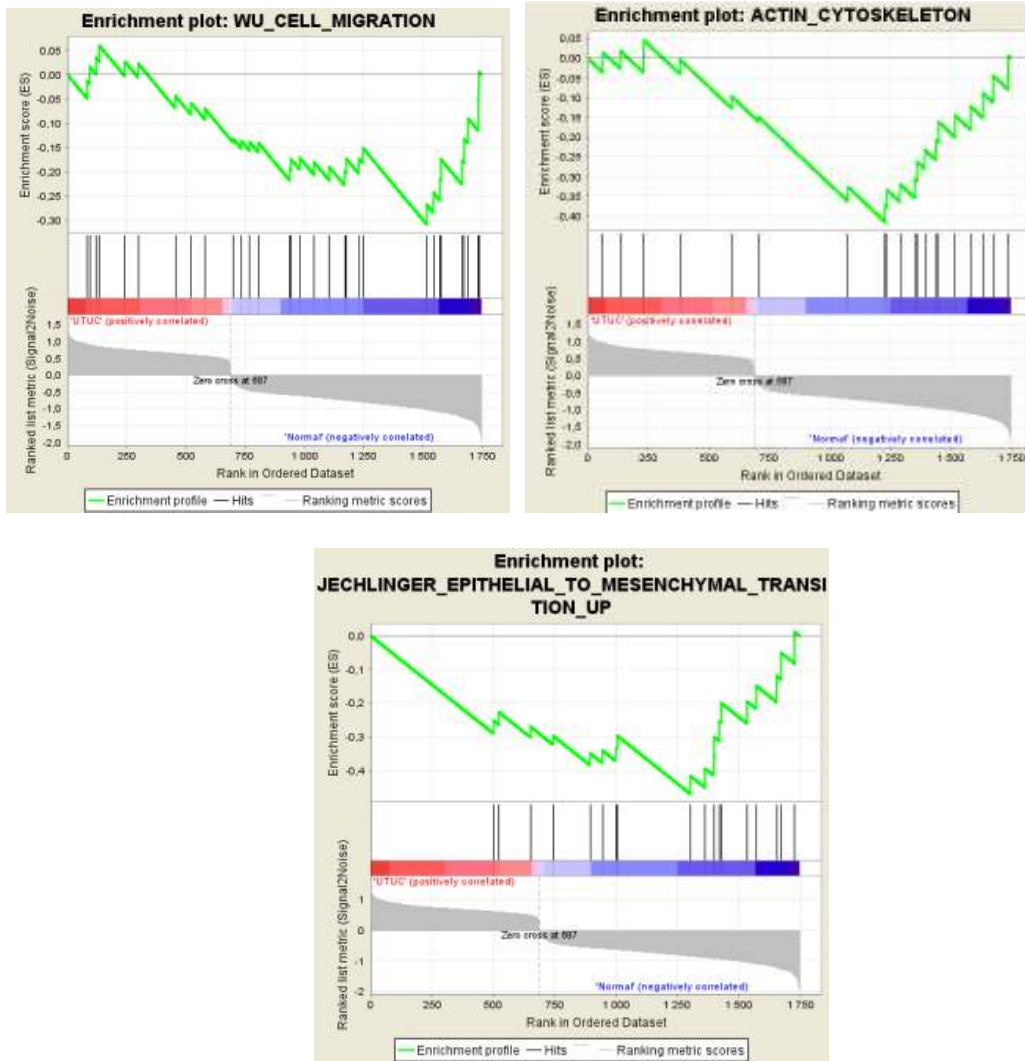 Enrichment plot: WU_CELL_MIGRATION
Enrichment score (ES)
0,05
0,00
-0,05
-0,10
-0,15
-0,20
-0,25
-0,30
'UTUC' (positively correlated)
Ranked list metric (Signal2Noise)
1,5
1,0
0,5
0,0
-0,5
-1,0
-1,5
-2,0
Zero cross at 687
'Normal' (negatively correlated)
0 250 500 750 1 000 1 250 1 500 1 750
Rank in Ordered Dataset
Enrichment profile Hits Ranking metric scores
Enrichment plot: ACTIN_CYTOSKELETON
Enrichment score (ES)
0,05
0,00
-0,05
-0,10
-0,15
-0,20
-0,25
-0,30
-0,35
-0,40
'UTUC' (positively correlated)
Ranked list metric (Signal2Noise)
1,5
1,0
0,5
0,0
-0,5
-1,0
-1,5
-2,0
Zero cross at 687
'Normal' (negatively correlated)
0 250 500 750 1 000 1 250 1 500 1 750
Rank in Ordered Dataset
Enrichment profile Hits Ranking metric scores
Enrichment plot:
JECHLINGER_EPITHELIAL_TO_MESENCHYMAL_TRANSI
TION_UP
Enrichment score (ES)
0,0
-0,1
-0,2
-0,3
-0,4
'UTUC' (positively correlated)
Ranked list metric (Signal2Noise)
1
0
-1
-2
Zero cross at 687
'Normal' (negatively correlated)
0 250 500 750 1 000 1 250 1 500 1 750
Rank in Ordered Dataset
Enrichment profile Hits Ranking metric scores